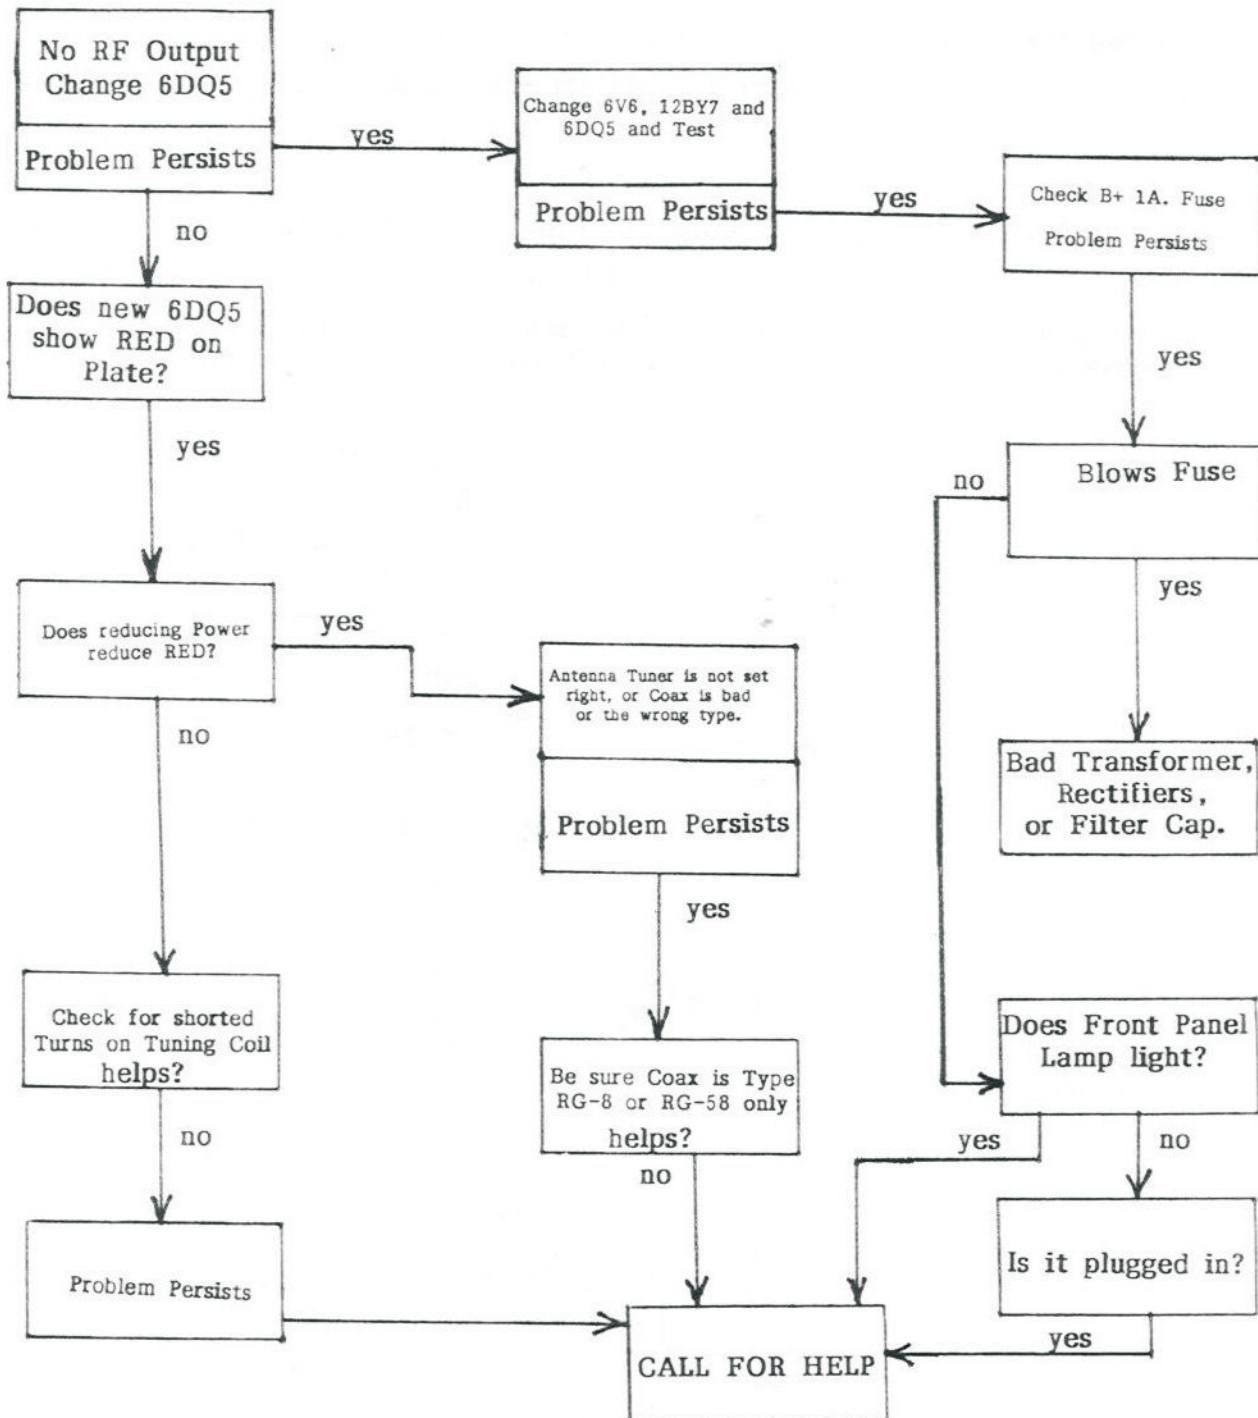 No RF Output
Change 6DQ5
Problem Persists
yes
Change 6V6, 12BY7 and
6DQ5 and Test
Problem Persists
yes
Check B+ 1A. Fuse
Problem Persists
no
Does new 6DQ5
show RED on
Plate?
yes
yes
Blows Fuse
no
yes
Does reducing Power
reduce RED?
yes
no
Antenna Tuner is not set
right, or Coax is bad
or the wrong type.
Problem Persists
yes
Bad Transformer,
Rectifiers,
or Filter Cap.
Check for shorted
Turns on Tuning Coil
helps?
no
Be sure Coax is Type
RG-8 or RG-58 only
helps?
no
Does Front Panel
Lamp light?
yes
no
Is it plugged in?
yes
Problem Persists
CALL FOR HELP